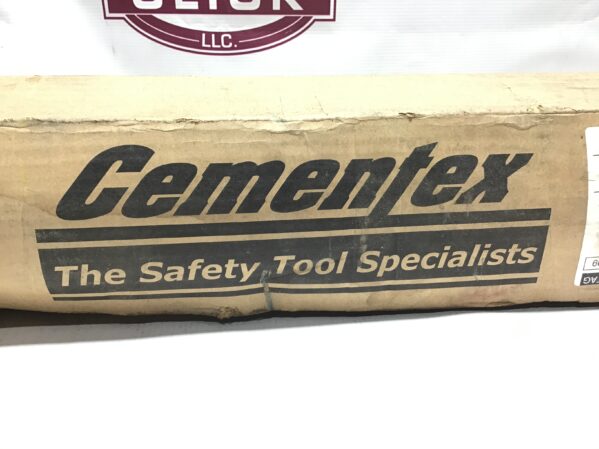 LLC.
Cementex
The Safety Tool Specialists